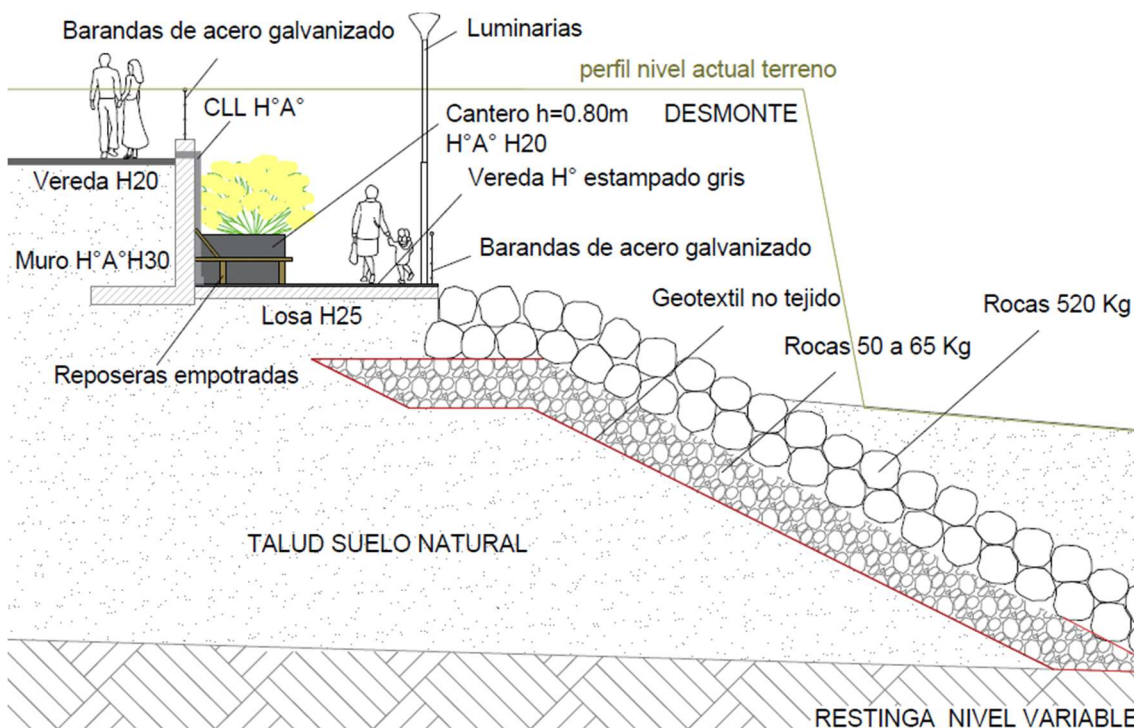 Barandas de acero galvanizado
Luminarias
perfil nivel actual terreno
CLL H°A°
Cantero h=0.80m
DESMONTE
H°A° H20
Vereda H20
Vereda H° estampado gris
Muro H°A°H30
Barandas de acero galvanizado
Losa H25
Geotextil no tejido
Rocas 520 Kg
Rocas 50 a 65 Kg
Reposeras empotradas
TALUD SUELO NATURAL
RESTINGA NIVEL VARIABLE